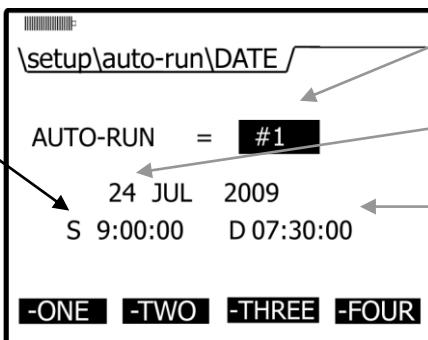 \setup\auto-run\DATE /
AUTO-RUN = #1
24 JUL 2009
S 9:00:00 D 07:30:00
-ONE -TWO -THREE -FOUR